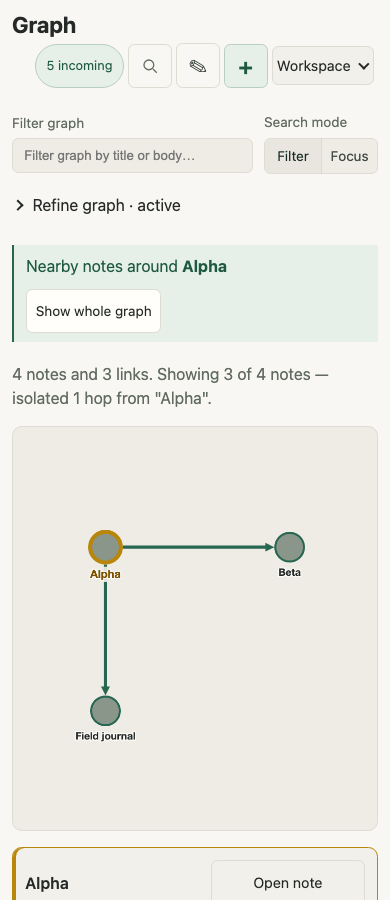 Graph
5 incoming
Workspace
Filter graph
Search mode
Filter graph by title or body…
Filter
Focus
Refine graph · active
Nearby notes around Alpha
Show whole graph
4 notes and 3 links. Showing 3 of 4 notes —
isolated 1 hop from "Alpha".
Alpha
Beta
Field journal
Alpha
Open note